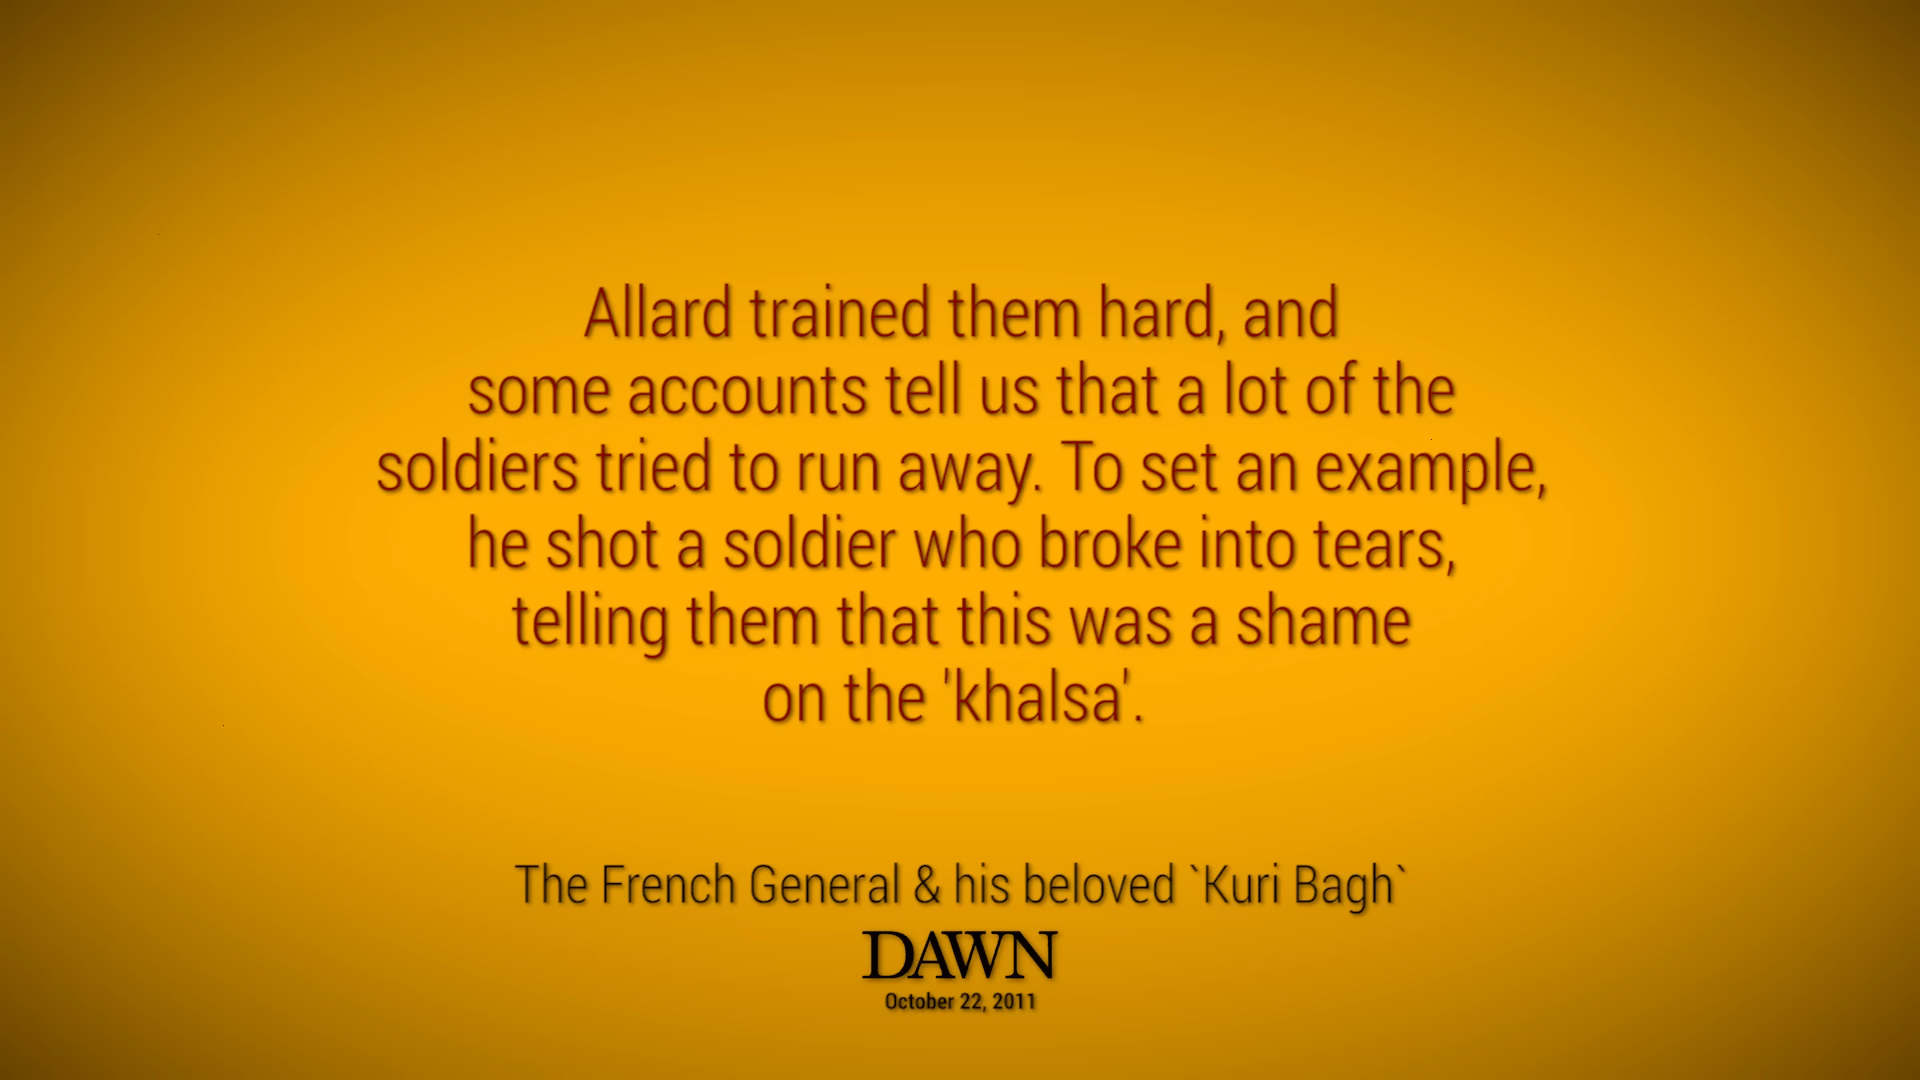 Allard trained them hard, and
some accounts tell us that a lot of the
soldiers tried to run away. To set an example,
he shot a soldier who broke into tears,
telling them that this was a shame
on the 'khalsa'.
The French General & his beloved `Kuri Bagh`
DAWN
October 22, 2011